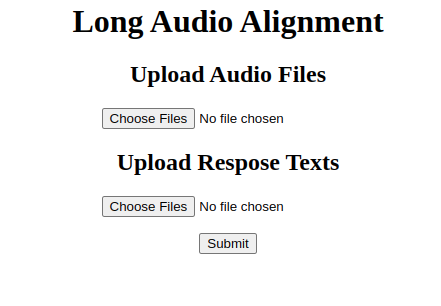 Long Audio Alignment
Upload Audio Files
Choose Files No file chosen
Upload Respose Texts
Choose Files No file chosen
Submit